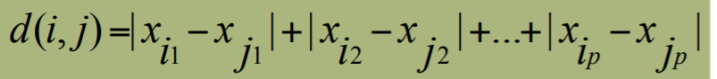 d(i, j)=|x_{i1} − x_{j1}|+|x_{i2} − x_{j2}|+...+|x_{ip} − x_{jp}|